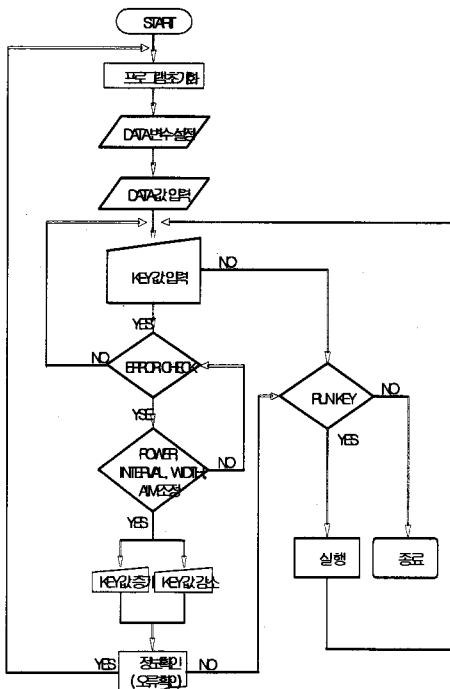 START
프로그램초기화
DATA변수설정
DATA값입력
KEY값입력
NO
YES
NO
ERROR CHECK
YSE
POWER,
INTERVAL, WIDTH,
AIM조정
NO
YES
KEY값증가
KEY값감소
YES
정보확인
(오류확인)
NO
RUN KEY
NO
YES
실행
종료